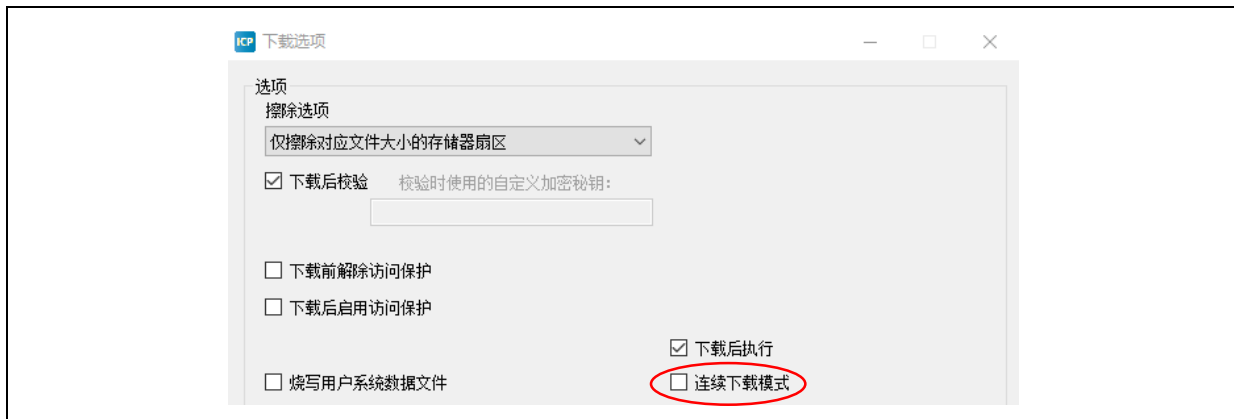 ICP 下载选项
选项
擦除选项
仅擦除对应文件大小的存储器扇区
下载后校验 校验时使用的自定义加密秘钥:
下载前解除访问保护
下载后启用访问保护
下载后执行
烧写用户系统数据文件 连续下载模式